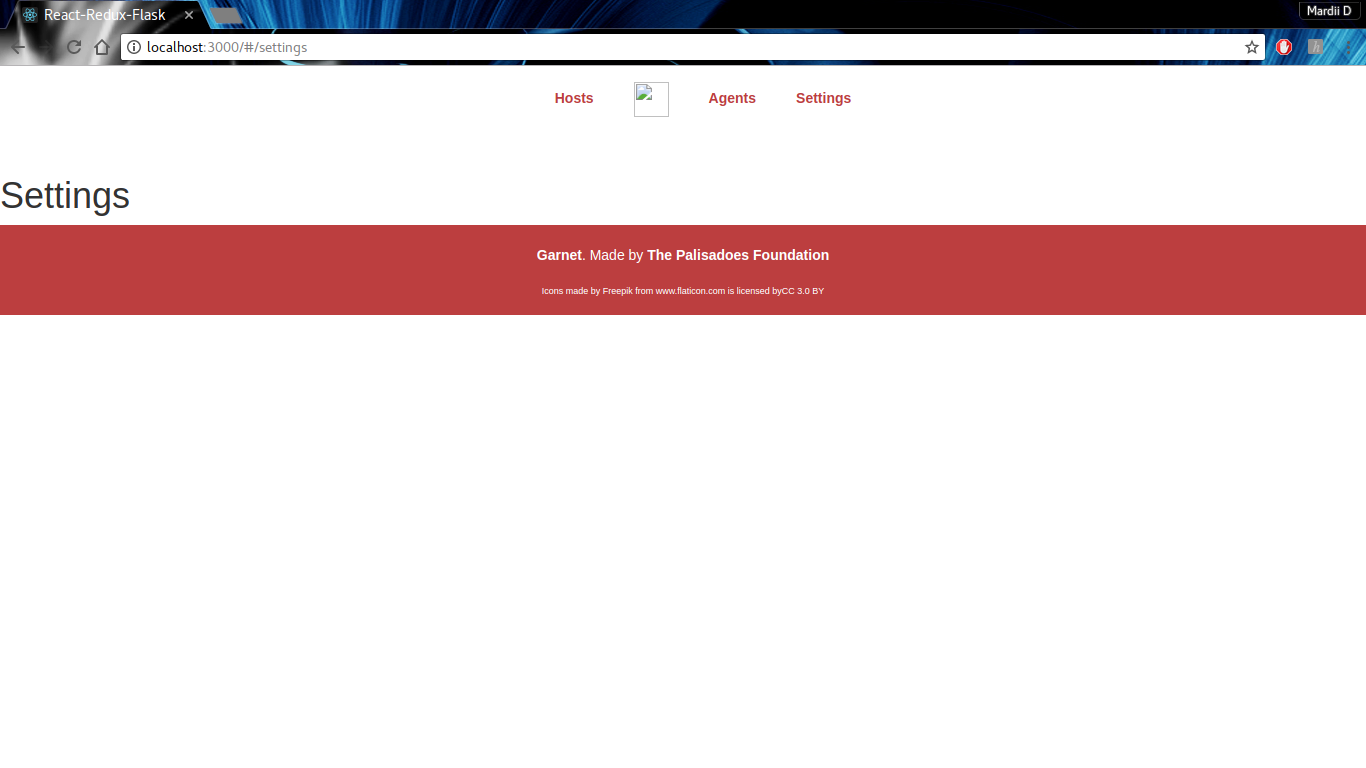 React-Redux-Flask
Mardii D
localhost:3000/#/settings
h
Hosts Agents Settings
Settings
Garnet. Made by The Palisadoes Foundation
Icons made by Freepik from www.flaticon.com is licensed byCC 3.0 BY